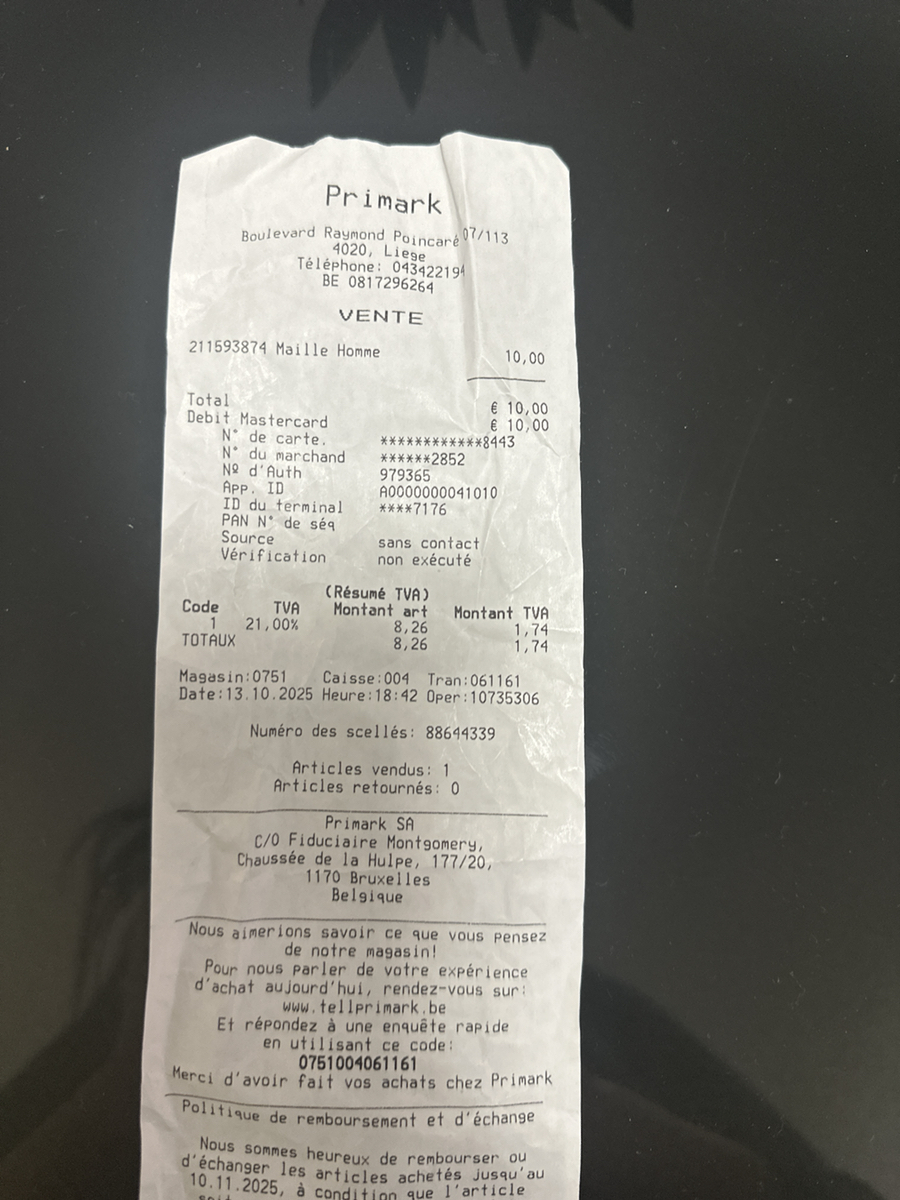 Primark
Boulevard Raymond Poincaré 07/113
4020, Liege
Téléphone: 043422194
BE 0817296264
VENTE
211593874 Maille Homme 10,00
Total € 10,00
Debit Mastercard € 10,00
N° de carte. ************8443
N° du marchand ******2852
Nº d'Auth 979365
App. ID A0000000041010
ID du terminal ****7176
PAN N° de séq
Source sans contact
Vérification non exécuté
(Résumé TVA)
Code TVA Montant art Montant TVA
1 21,00% 8,26 1,74
TOTAUX 8,26 1,74
Magasin:0751 Caisse:004 Tran:061161
Date:13.10.2025 Heure:18:42 Oper:10735306
Numéro des scellés: 88644339
Articles vendus: 1
Articles retournés: 0
Primark SA
C/O Fiduciaire Montgomery,
Chaussée de la Hulpe, 177/20,
1170 Bruxelles
Belgique
Nous aimerions savoir ce que vous pensez
de notre magasin!
Pour nous parler de votre expérience
d'achat aujourd'hui, rendez-vous sur:
www.tellprimark.be
Et répondez à une enquête rapide
en utilisant ce code:
0751004061161
Merci d'avoir fait vos achats chez Primark
Politique de remboursement et d'échange
Nous sommes heureux de rembourser ou
d'échanger les articles achetés jusqu'au
10.11.2025, à condition que l'article